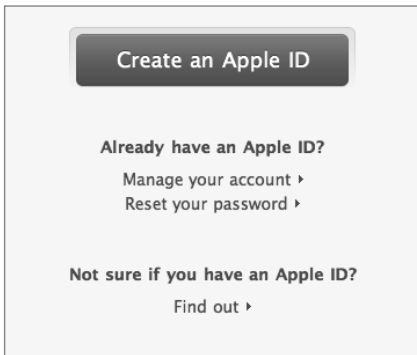 Create an Apple ID
Already have an Apple ID?
Manage your account
Reset your password
Not sure if you have an Apple ID?
Find out